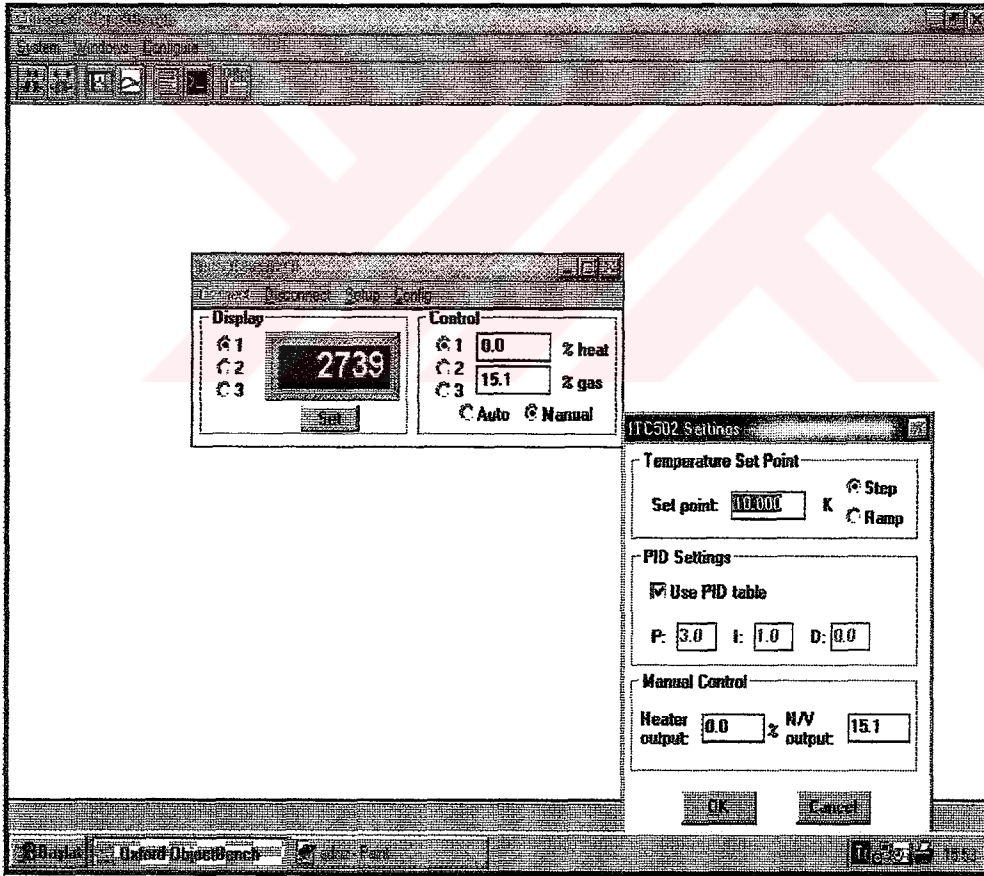 System Windows Configure
Disconnect Setup Config
Display
Control
1
2
3
2739
Set
1
2
3
0.0 % heat
15.1 % gas
Auto Manual
ITC502 Settings
Temperature Set Point
Set point: 10.000 K
Step
Ramp
PID Settings
Use PID table
P: 3.0 I: 1.0 D: 0.0
Manual Control
Heater output: 0.0 % N/V output: 15.1
OK Cancel
Oxford ObjectBench